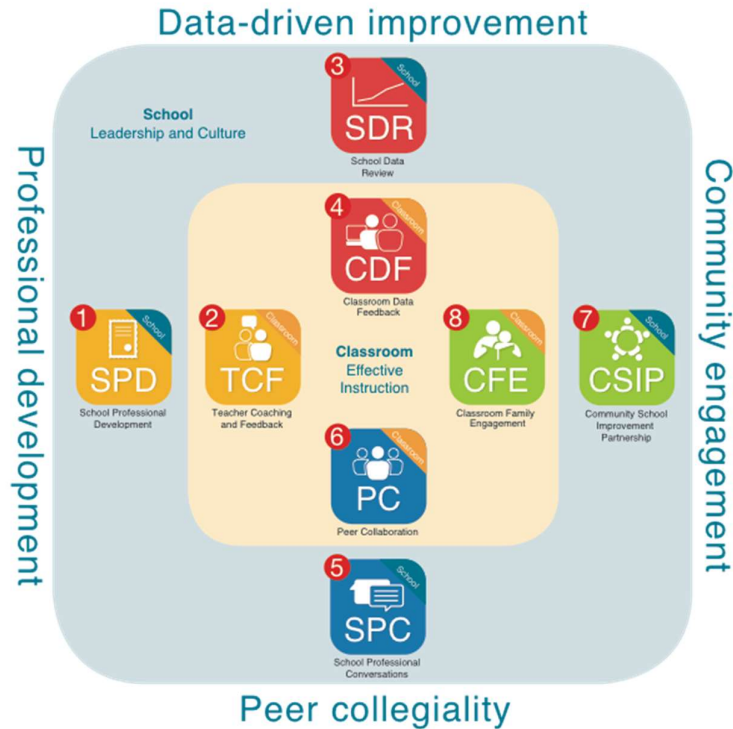 Data-driven improvement
Professional development
Community engagement
School
Leadership and Culture
3
School
SDR
School Data
Review
4
Classroom
CDF
Classroom Data
Feedback
1
School
SPD
School Professional
Development
2
Classroom
TCF
Teacher Coaching
and Feedback
Classroom
Effective
Instruction
8
Classroom
CFE
Classroom Family
Engagement
7
School
CSIP
Community School
Improvement
Partnership
6
Classroom
PC
Peer Collaboration
5
School
SPC
School Professional
Conversations
Peer collegiality